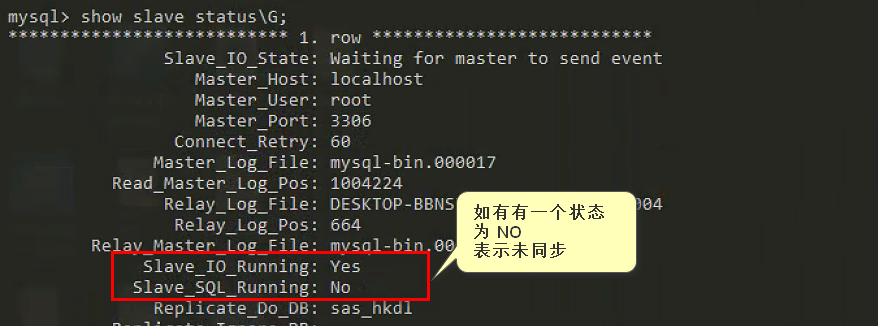 mysql> show slave status\G;
*************************** 1. row ***************************
Slave_IO_State: Waiting for master to send event
Master_Host: localhost
Master_User: root
Master_Port: 3306
Connect_Retry: 60
Master_Log_File: mysql-bin.000017
Read_Master_Log_Pos: 1004224
Relay_Log_File: DESKTOP-BBNS 004
Relay_Log_Pos: 664
Relay_Master_Log_File: mysql-bin.00
Slave_IO_Running: Yes
Slave_SQL_Running: No
Replicate_Do_DB: sas_hkdl
如有有一个状态
为 NO
表示未同步